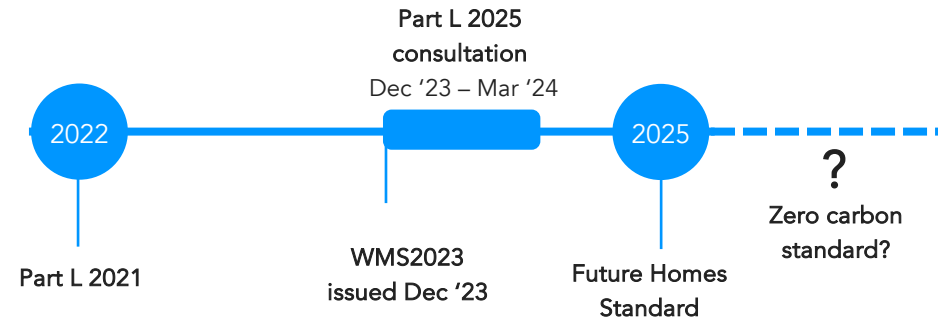 Part L 2025
consultation
Dec ‘23 – Mar ‘24
2022
2025
?
Zero carbon
standard?
Part L 2021
WMS2023
issued Dec ‘23
Future Homes
Standard